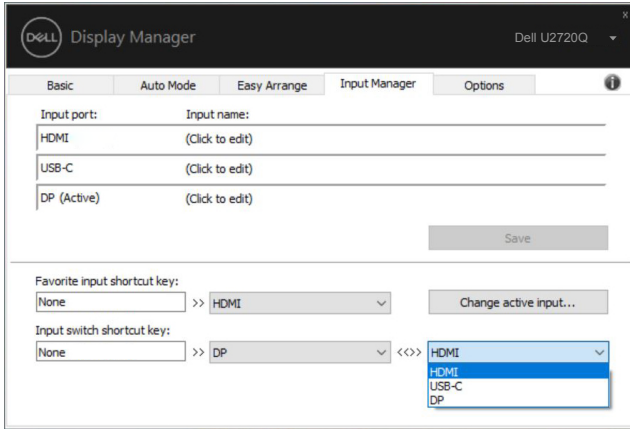 x
DELL Display Manager Dell U2720Q
Basic Auto Mode Easy Arrange Input Manager Options i
Input port: Input name:
HDMI (Click to edit)
USB-C (Click to edit)
DP (Active) (Click to edit)
Save
Favorite input shortcut key:
None >> HDMI Change active input...
Input switch shortcut key:
None >> DP <<>> HDMI
HDMI
USB-C
DP